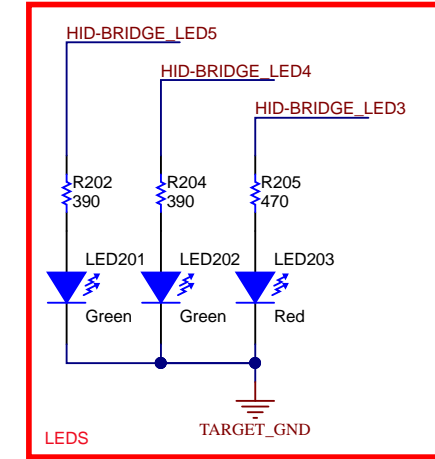 HID-BRIDGE_LED5
HID-BRIDGE_LED4
HID-BRIDGE_LED3
R202
390
R204
390
R205
470
LED201
Green
LED202
Green
LED203
Red
TARGET_GND
LEDS